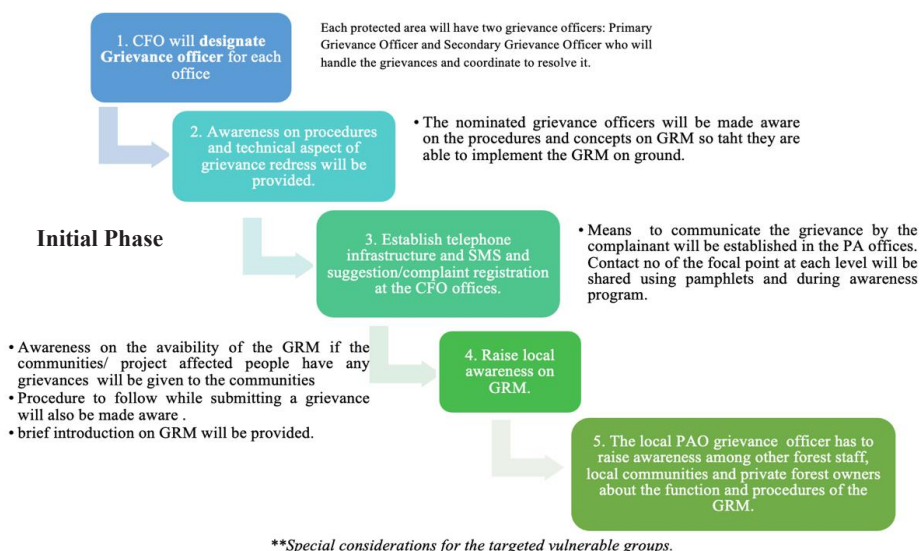 1. CFO will designate
Grievance officer for each
office
Each protected area will have two grievance officers: Primary
Grievance Officer and Secondary Grievance Officer who will
handle the grievances and coordinate to resolve it.
2. Awareness on procedures
and technical aspect of
grievance redress will be
provided.
• The nominated grievance officers will be made aware
on the procedures and concepts on GRM so taht they are
able to implement the GRM on ground.
Initial Phase
3. Establish telephone
infrastructure and SMS and
suggestion/complaint registration
at the CFO offices.
• Means to communicate the grievance by the
complainant will be established in the PA offices.
Contact no of the focal point at each level will be
shared using pamphlets and during awareness
program.
• Awareness on the avaibility of the GRM if the
communities/ project affected people have any
grievances will be given to the communities
• Procedure to follow while submitting a grievance
will also be made aware .
• brief introduction on GRM will be provided.
4. Raise local
awareness on
GRM.
5. The local PAO grievance officer has to
raise awareness among other forest staff,
local communities and private forest owners
about the function and procedures of the
GRM.
**Special considerations for the targeted vulnerable groups.